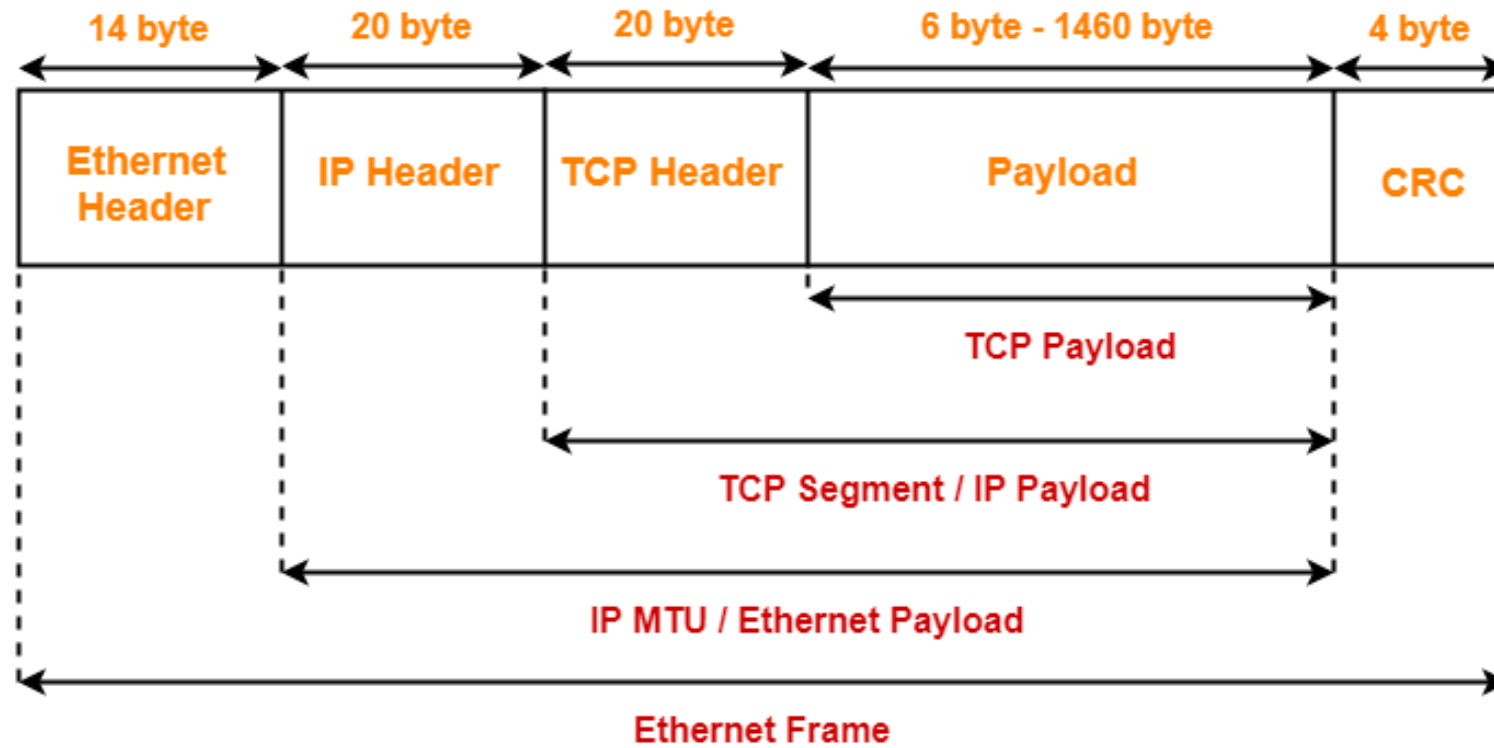 14 byte
20 byte
20 byte
6 byte - 1460 byte
4 byte
Ethernet
Header
IP Header
TCP Header
Payload
CRC
TCP Payload
TCP Segment / IP Payload
IP MTU / Ethernet Payload
Ethernet Frame